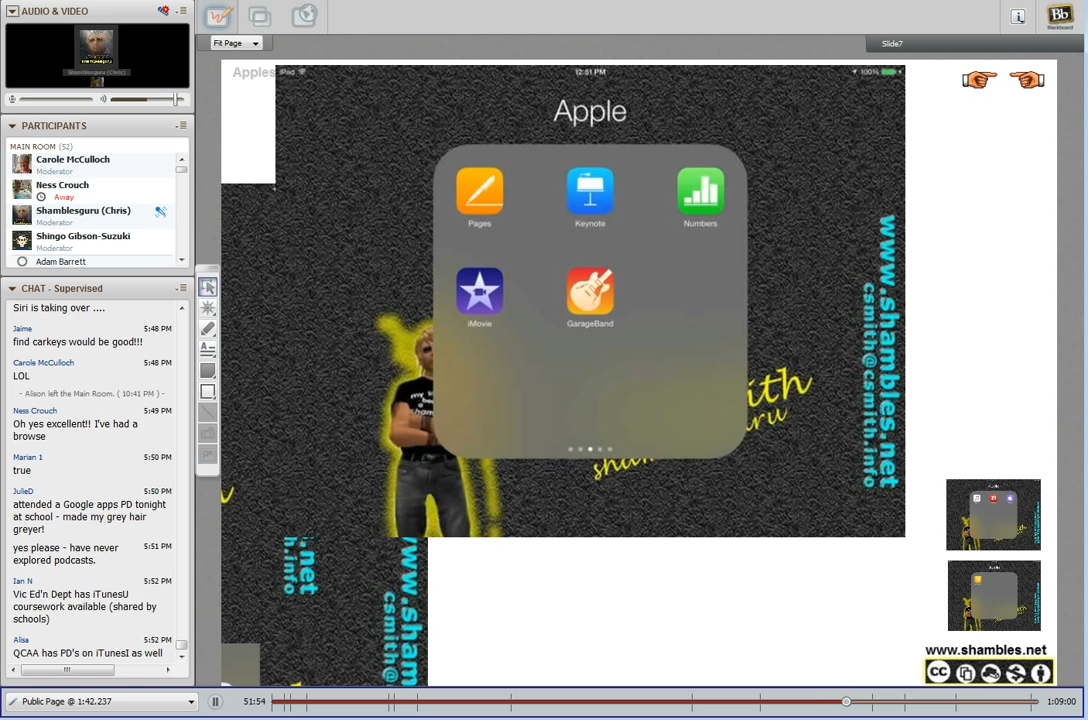 AUDIO & VIDEO
Shamblesguru (Chris)
PARTICIPANTS
MAIN ROOM (52)
Carole McCulloch
Moderator
Ness Crouch
Away
Shamblesguru (Chris)
Moderator
Shingo Gibson-Suzuki
Moderator
Adam Barrett
CHAT - Supervised
Siri is taking over ....
Jaime 5:48 PM
find carkeys would be good!!!
Carole McCulloch 5:48 PM
LOL
- Alison left the Main Room. ( 10:41 PM ) -
Ness Crouch 5:49 PM
Oh yes excellent!! I've had a
browse
Marian 1 5:50 PM
true
JulieD 5:50 PM
attended a Google apps PD tonight
at school - made my grey hair
greyer!
yes please - have never 5:51 PM
explored podcasts.
Ian N 5:52 PM
Vic Ed'n Dept has iTunesU
coursework available (shared by
schools)
Alisa 5:52 PM
QCAA has PD's on iTunesI as well
Public Page @ 1:42.237
51:54
1:09:00
Fit Page
Slide7
Bb
Blackboard
Apples
iPad
12:51 PM
100%
Apple
Pages
Keynote
Numbers
iMovie
GarageBand
www.shambles.net
csmith@csmith.info
.net
h.info
www.sham
csmith@
www.shambles.net
cc